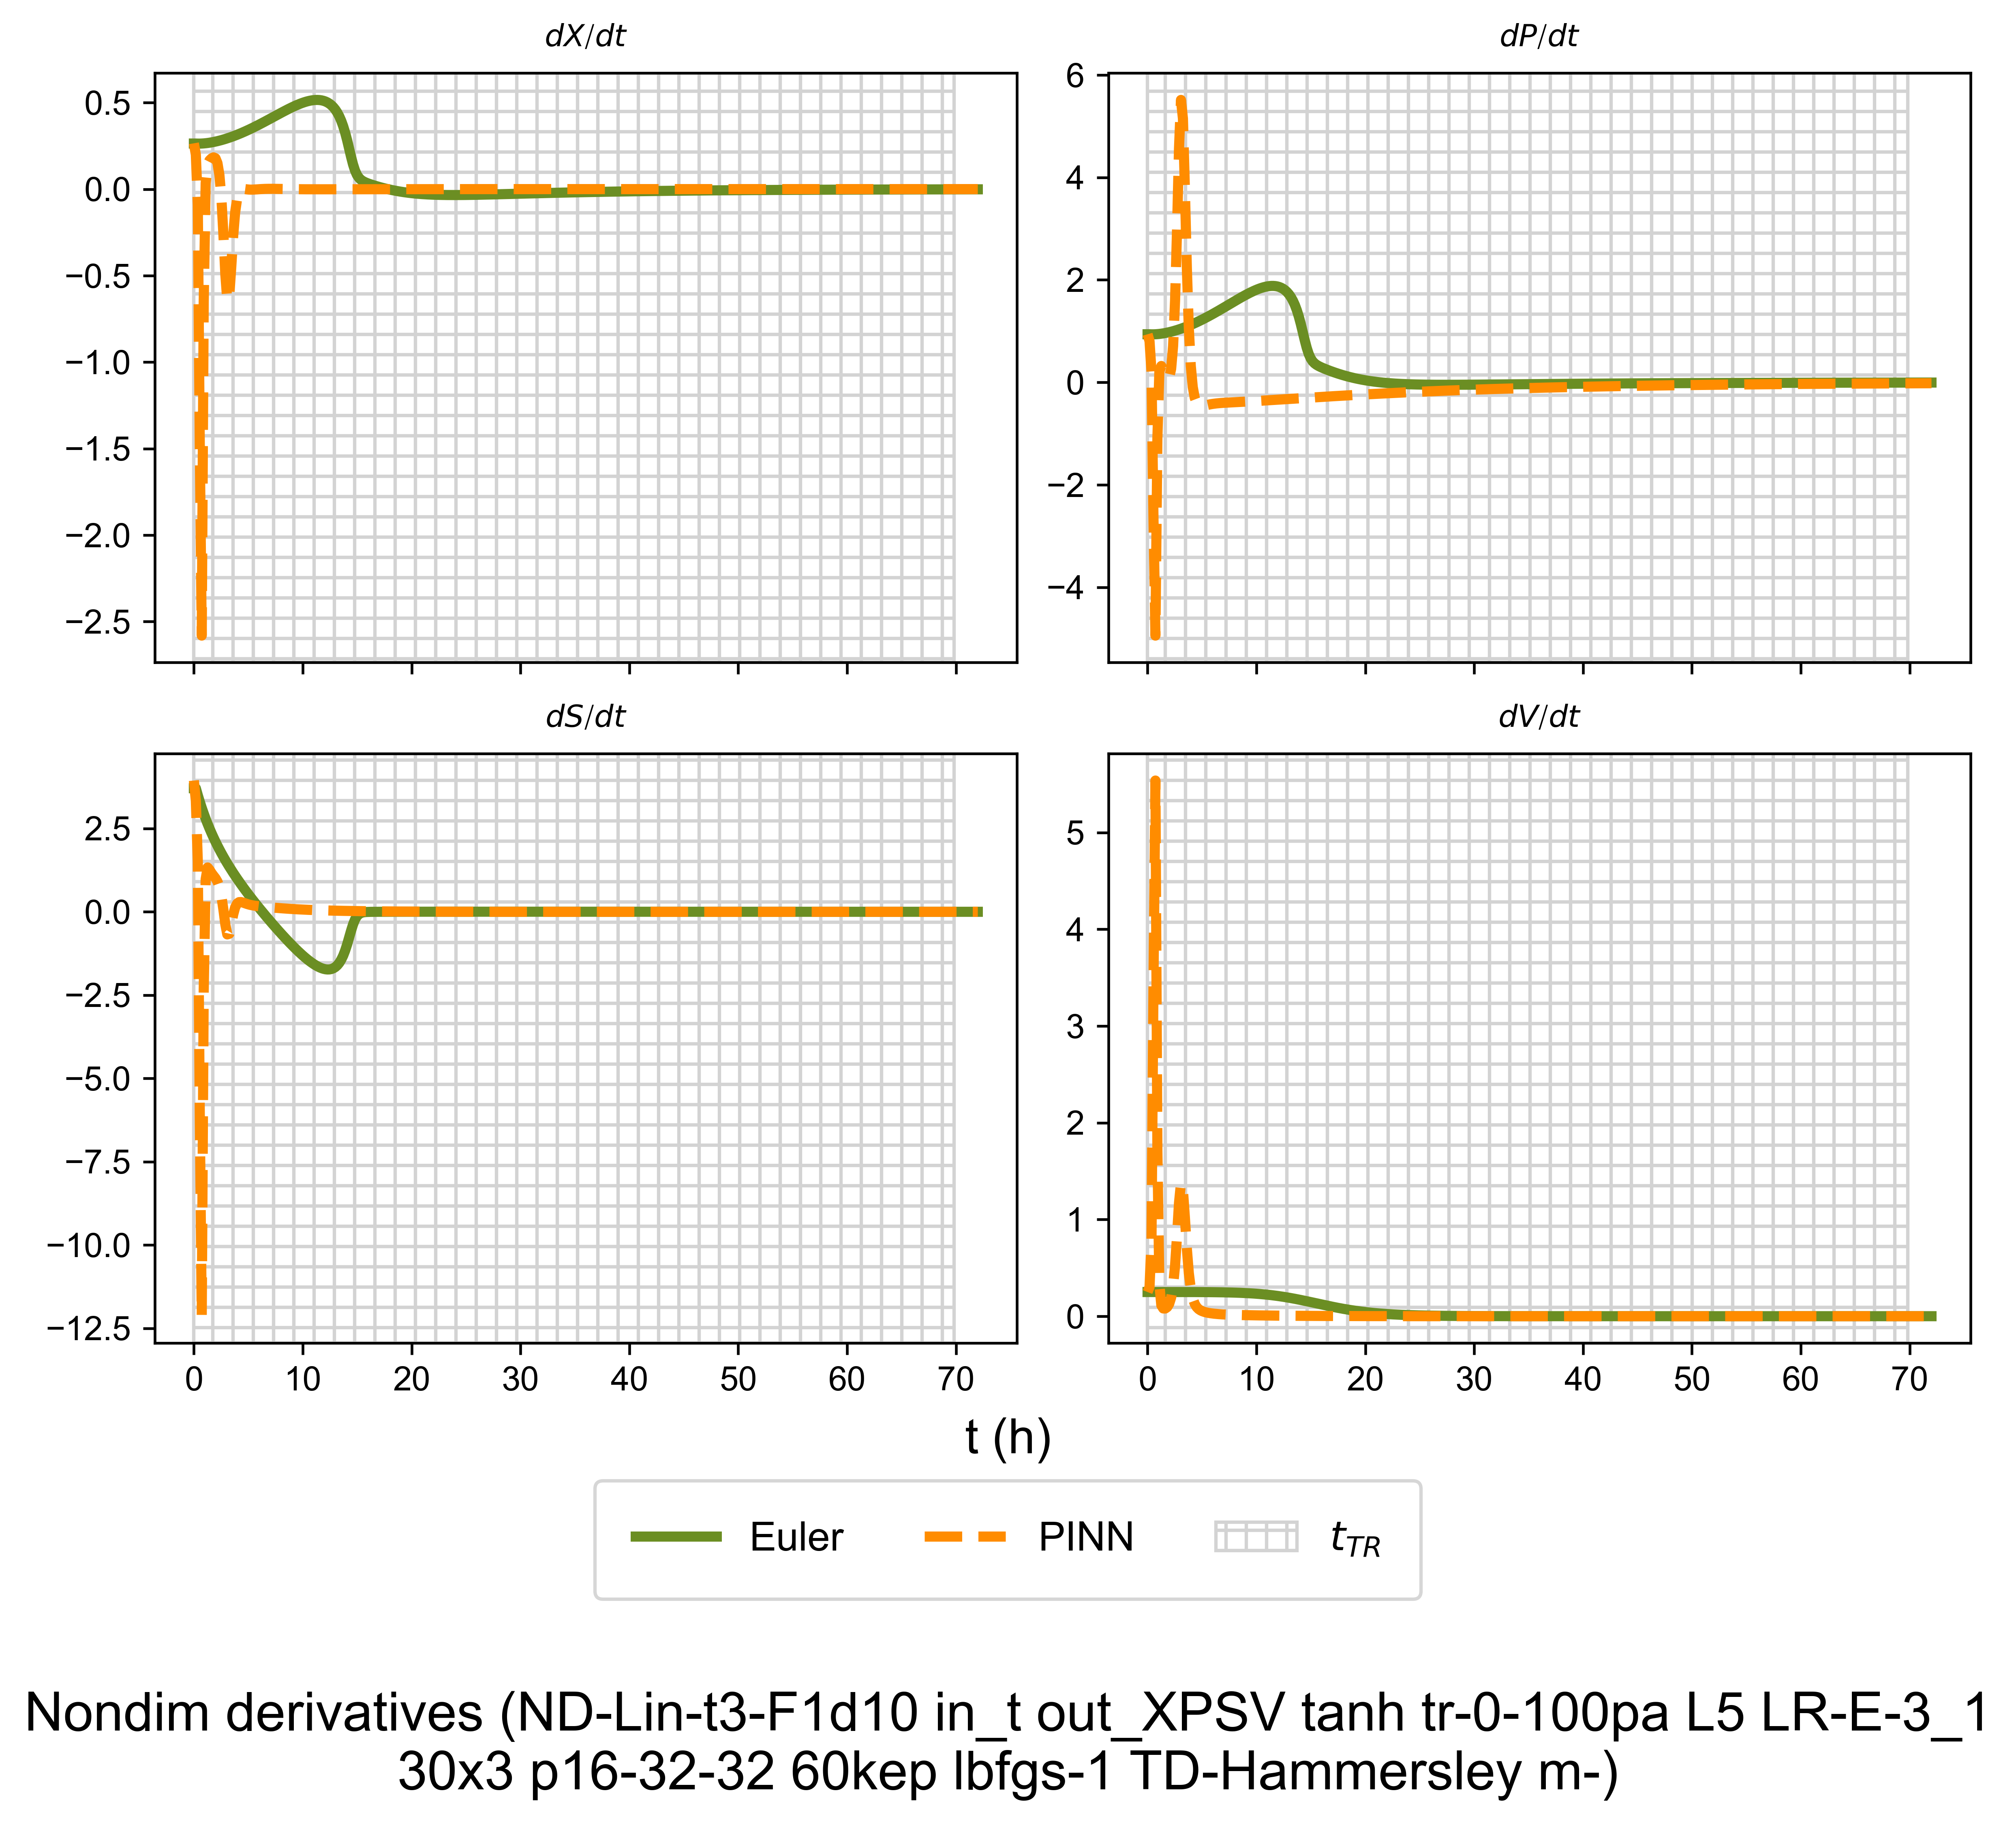 dX/dt
dP/dt
0.5
0.0
−0.5
−1.0
−1.5
−2.0
−2.5
6
4
2
0
−2
−4
dS/dt
dV/dt
2.5
0.0
−2.5
−5.0
−7.5
−10.0
−12.5
0 10 20 30 40 50 60 70
5
4
3
2
1
0
0 10 20 30 40 50 60 70
t (h)
Euler PINN t_TR
Nondim derivatives (ND-Lin-t3-F1d10 in_t out_XPSV tanh tr-0-100pa L5 LR-E-3_1
30x3 p16-32-32 60kep lbfgs-1 TD-Hammersley m-)